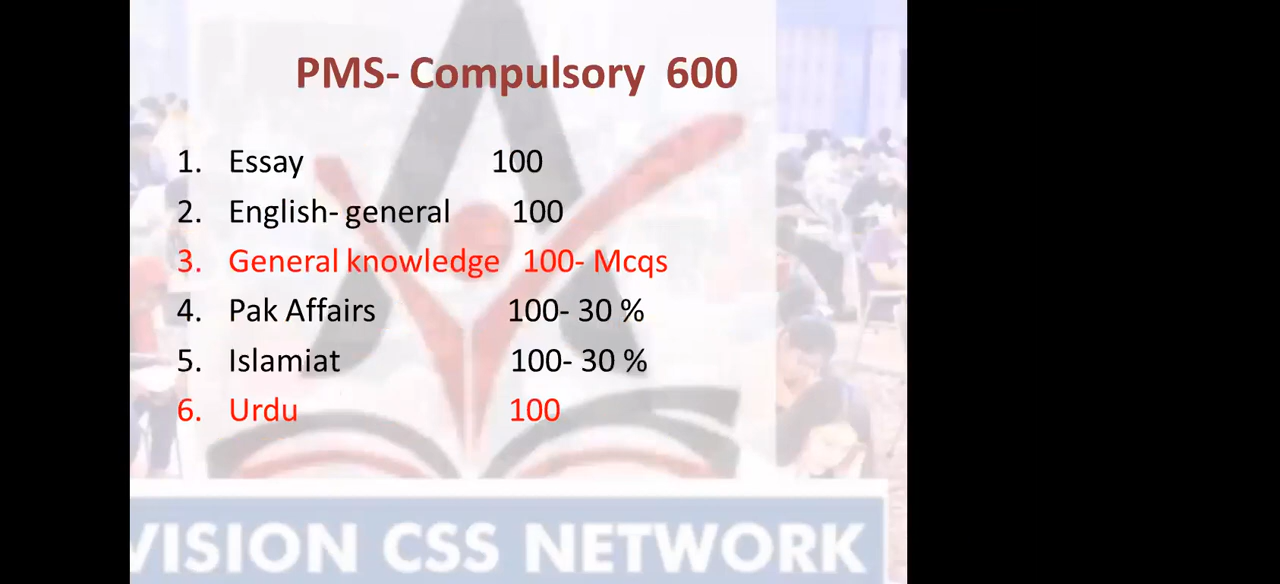 PMS- Compulsory 600
1. Essay 100
2. English- general 100
3. General knowledge 100- Mcqs
4. Pak Affairs 100- 30 %
5. Islamiat 100- 30 %
6. Urdu 100
VISION CSS NETWORK